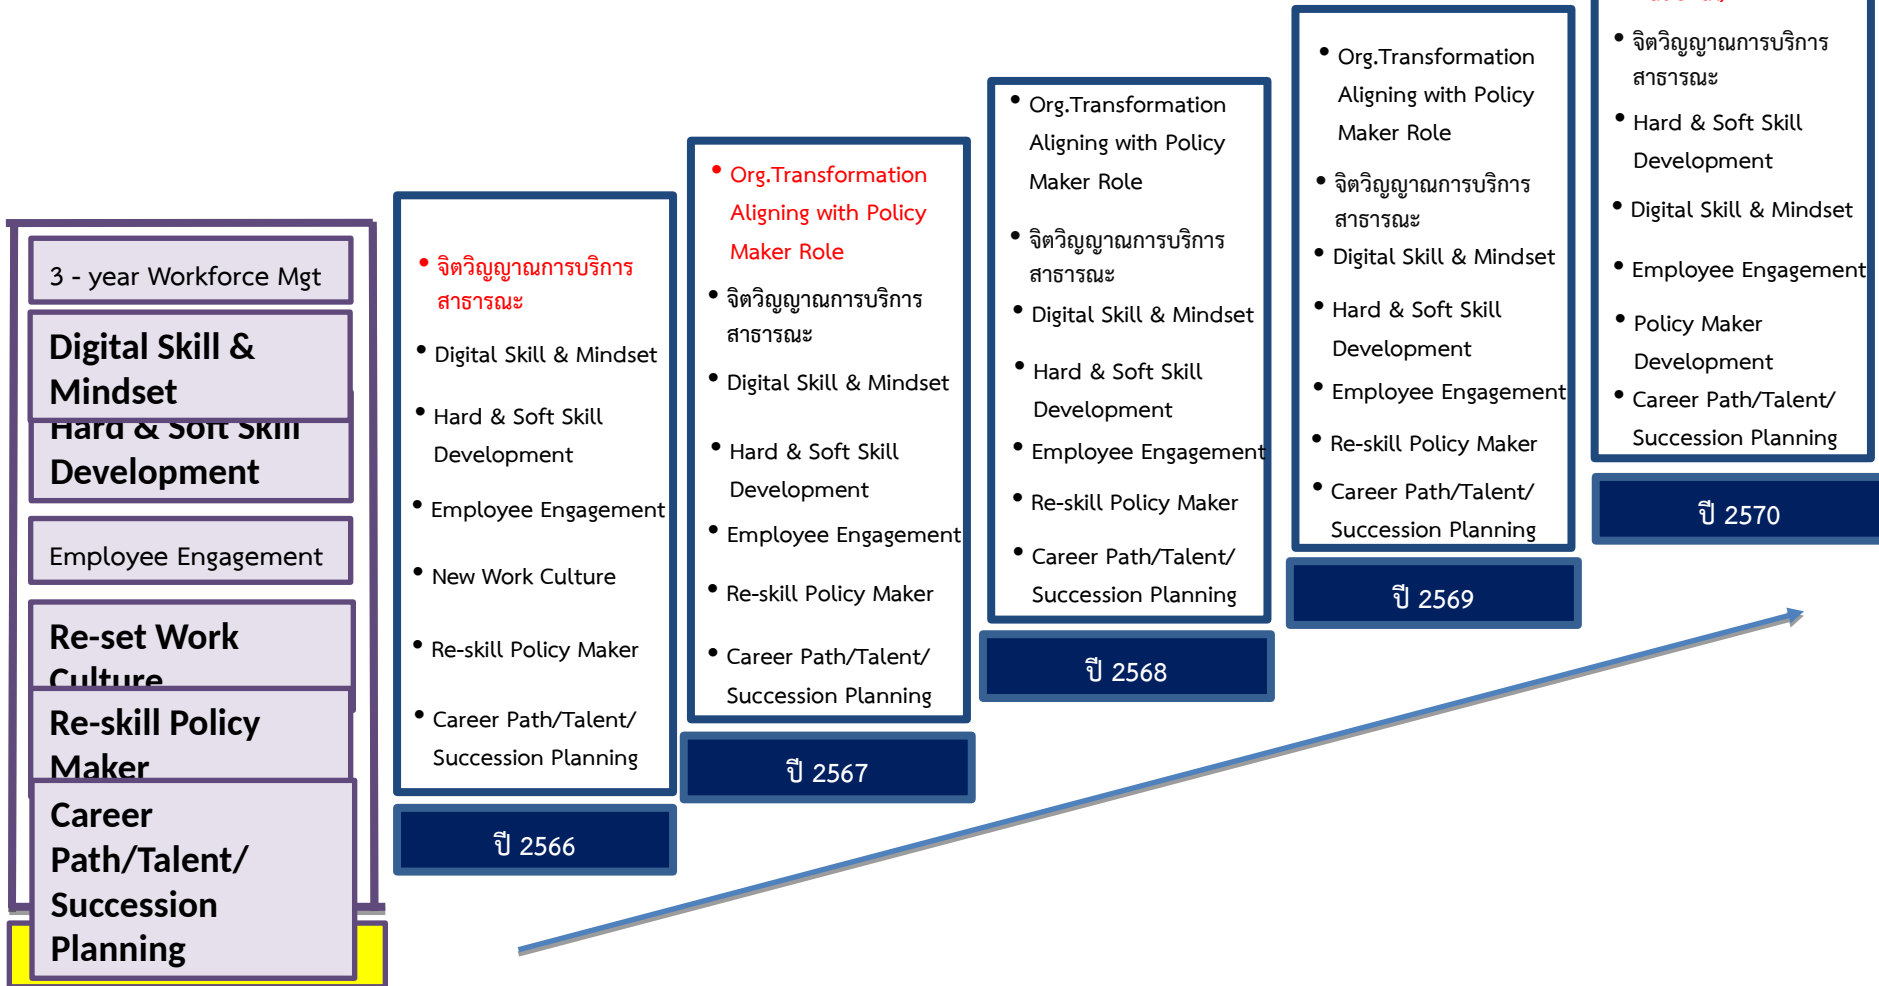 3 - year Workforce Mgt
Digital Skill &
Mindset
Hard & Soft Skill
Development
Employee Engagement
Re-set Work
Culture
Re-skill Policy
Maker
Career
Path/Talent/
Succession
Planning
• จิตวิญญาณการบริการ
สาธารณะ
• Digital Skill & Mindset
• Hard & Soft Skill
Development
• Employee Engagement
• New Work Culture
• Re-skill Policy Maker
• Career Path/Talent/
Succession Planning
ปี 2566
• Org.Transformation
Aligning with Policy
Maker Role
• จิตวิญญาณการบริการ
สาธารณะ
• Digital Skill & Mindset
• Hard & Soft Skill
Development
• Employee Engagement
• Re-skill Policy Maker
• Career Path/Talent/
Succession Planning
ปี 2567
• Org.Transformation
Aligning with Policy
Maker Role
• จิตวิญญาณการบริการ
สาธารณะ
• Digital Skill & Mindset
• Hard & Soft Skill
Development
• Employee Engagement
• Re-skill Policy Maker
• Career Path/Talent/
Succession Planning
ปี 2568
• Org.Transformation
Aligning with Policy
Maker Role
• จิตวิญญาณการบริการ
สาธารณะ
• Digital Skill & Mindset
• Hard & Soft Skill
Development
• Employee Engagement
• Re-skill Policy Maker
• Career Path/Talent/
Succession Planning
ปี 2569
• จิตวิญญาณการบริการ
สาธารณะ
• Hard & Soft Skill
Development
• Digital Skill & Mindset
• Employee Engagement
• Policy Maker
Development
• Career Path/Talent/
Succession Planning
ปี 2570